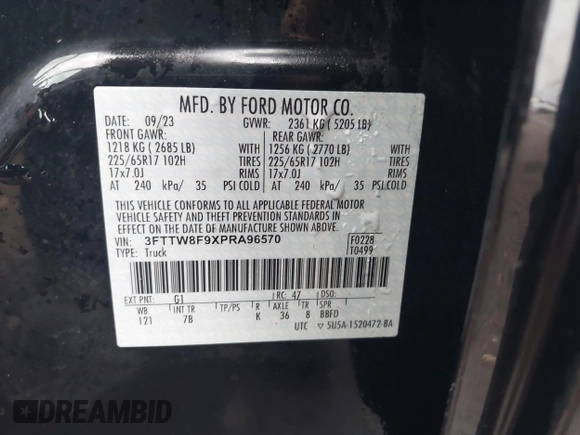 MFD. BY FORD MOTOR CO.
DATE: 09/23 GVWR: 2361 KG ( 5205 LB)
FRONT GAWR: REAR GAWR:
1218 KG ( 2685 LB) WITH 1256 KG ( 2770 LB) WITH
225/65R17 102H TIRES 225/65R17 102H TIRES
17x7.0J RIMS 17x7.0J RIMS
AT 240 kPa/ 35 PSI COLD AT 240 kPa/ 35 PSI COLD
THIS VEHICLE CONFORMS TO ALL APPLICABLE FEDERAL MOTOR
VEHICLE SAFETY AND THEFT PREVENTION STANDARDS IN EFFECT
ON THE DATE OF MANUFACTURE SHOWN ABOVE.
VIN: 3FTTW8F9XPRA96570 F0228
TYPE: Truck T0499
EXT PNT: G1 RC: 47 DSO:
WB INT TR TP/PS R AXLE TR SPR
121 7B K 36 8 BBFD
UTC ▽ 5U5A-1520472-BA
DREAMBID